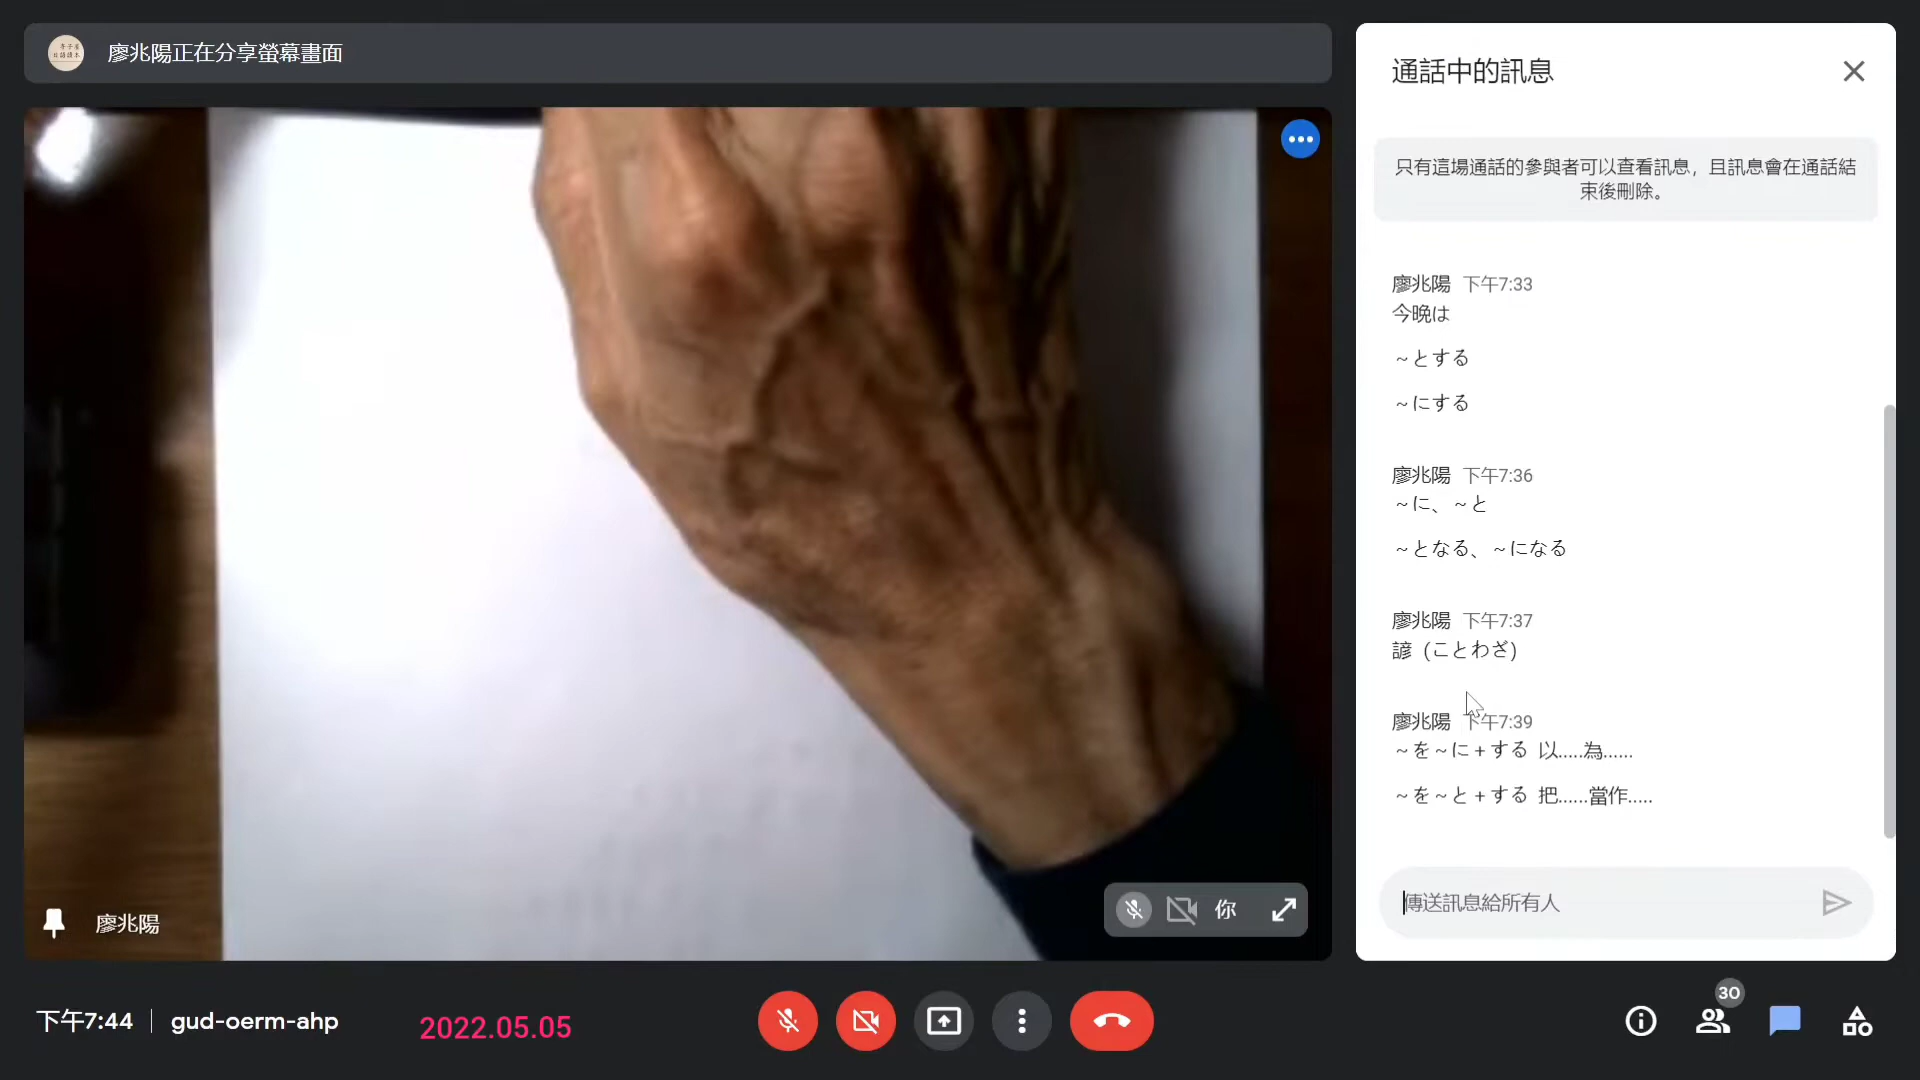 廖兆陽正在分享螢幕畫面
廖兆陽
你
通話中的訊息
只有這場通話的參與者可以查看訊息，且訊息會在通話結
束後刪除。
廖兆陽 下午7:33
今晩は
～とする
～にする
廖兆陽 下午7:36
～に、～と
～となる、～になる
廖兆陽 下午7:37
諺（ことわざ）
廖兆陽 下午7:39
～を～に＋する 以.....為......
～を～と＋する 把......當作.....
傳送訊息給所有人
下午7:44 | gud-oerm-ahp
2022.05.05
30